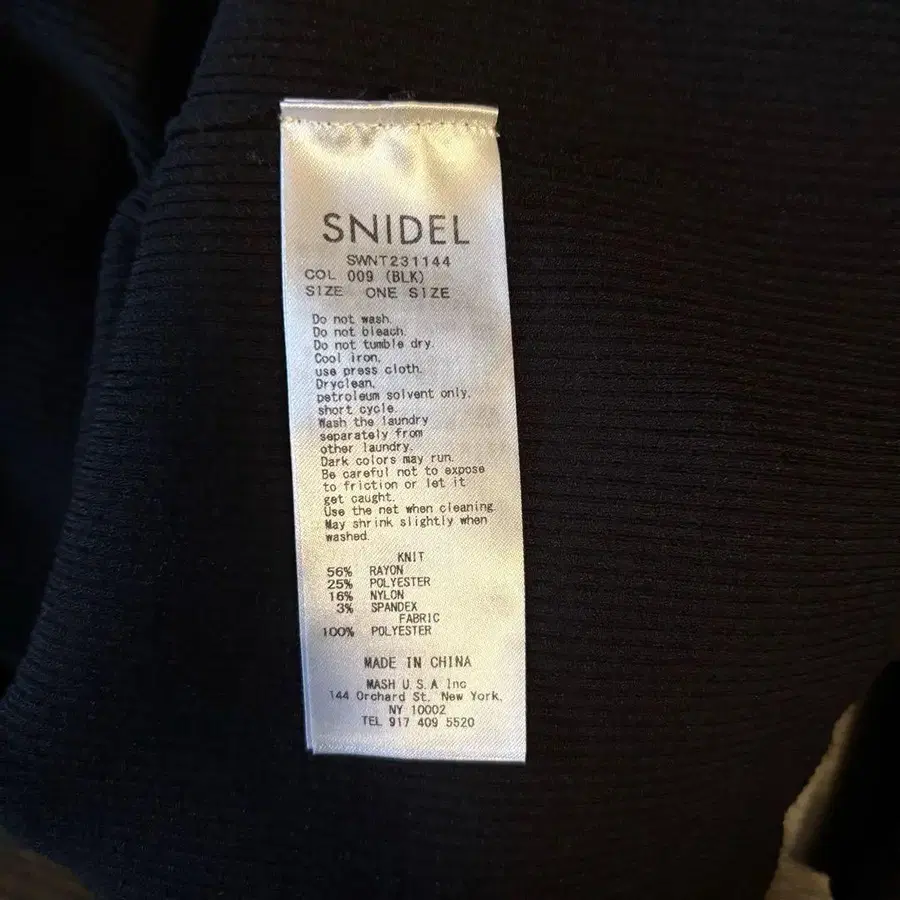 SNIDEL
SWNT231144
COL 009 (BLK)
SIZE ONE SIZE
Do not wash.
Do not bleach.
Do not tumble dry.
Cool iron.
use press cloth.
Dryclean.
petroleum solvent only.
short cycle.
Wash the laundry
separately from
other laundry.
Dark colors may run.
Be careful not to expose
to friction or let it
get caught.
Use the net when cleaning.
May shrink slightly when
washed.
KNIT
56% RAYON
25% POLYESTER
16% NYLON
3% SPANDEX
FABRIC
100% POLYESTER
MADE IN CHINA
MASH U.S.A Inc
144 Orchard St. New York,
NY 10002
TEL 917 409 5520